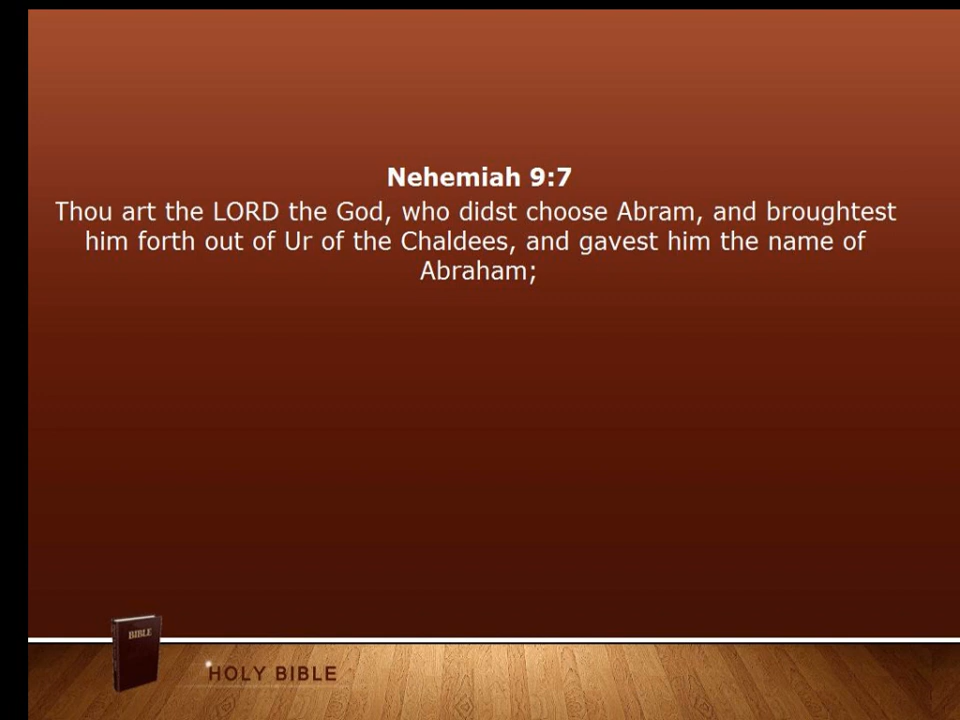 Nehemiah 9:7
Thou art the LORD the God, who didst choose Abram, and broughtest
him forth out of Ur of the Chaldees, and gavest him the name of
Abraham;
BIBLE
HOLY BIBLE